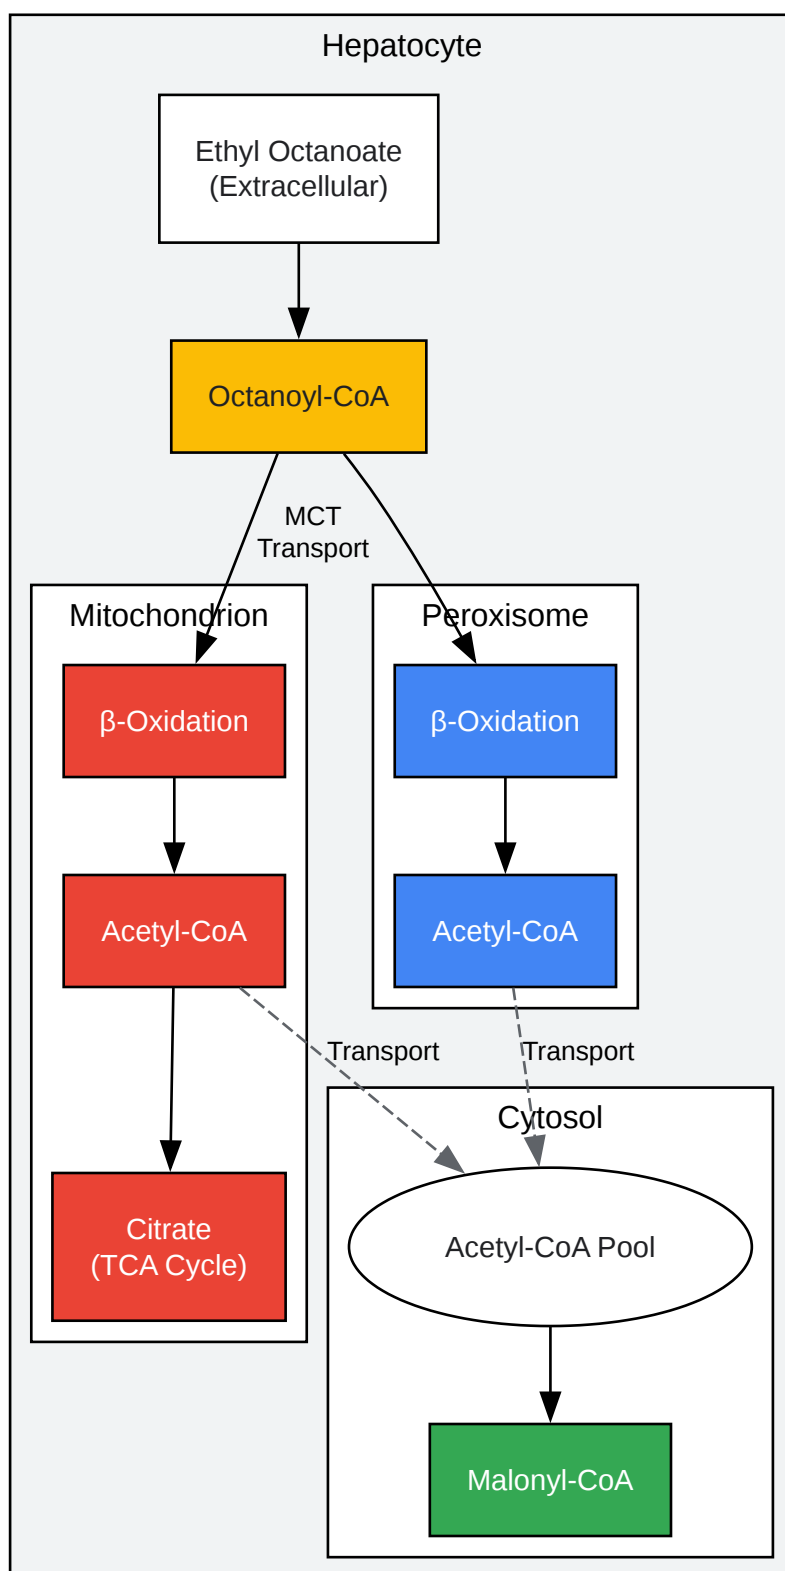 Hepatocyte
Ethyl Octanoate
(Extracellular)
Octanoyl-CoA
MCT
Transport
Mitochondrion
Peroxisome
β-Oxidation
β-Oxidation
Acetyl-CoA
Acetyl-CoA
Transport
Transport
Cytosol
Citrate
(TCA Cycle)
Acetyl-CoA Pool
Malonyl-CoA